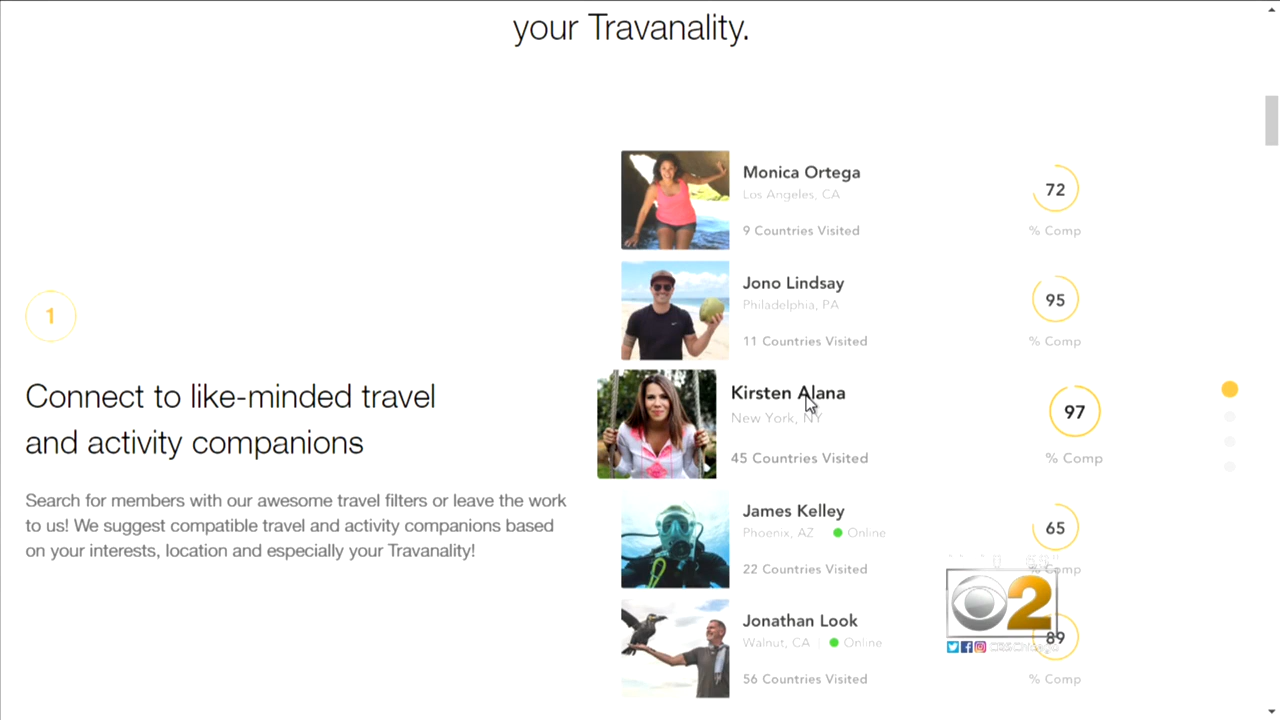 your Travanality.
1
Connect to like-minded travel
and activity companions
Search for members with our awesome travel filters or leave the work
to us! We suggest compatible travel and activity companions based
on your interests, location and especially your Travanality!
Monica Ortega
Los Angeles, CA
9 Countries Visited
72
% Comp
Jono Lindsay
Philadelphia, PA
11 Countries Visited
95
% Comp
Kirsten Alana
New York, NY
45 Countries Visited
97
% Comp
James Kelley
Phoenix, AZ
Online
22 Countries Visited
65
% Comp
Jonathan Look
Walnut, CA
Online
56 Countries Visited
89
% Comp
2
CBSChicago